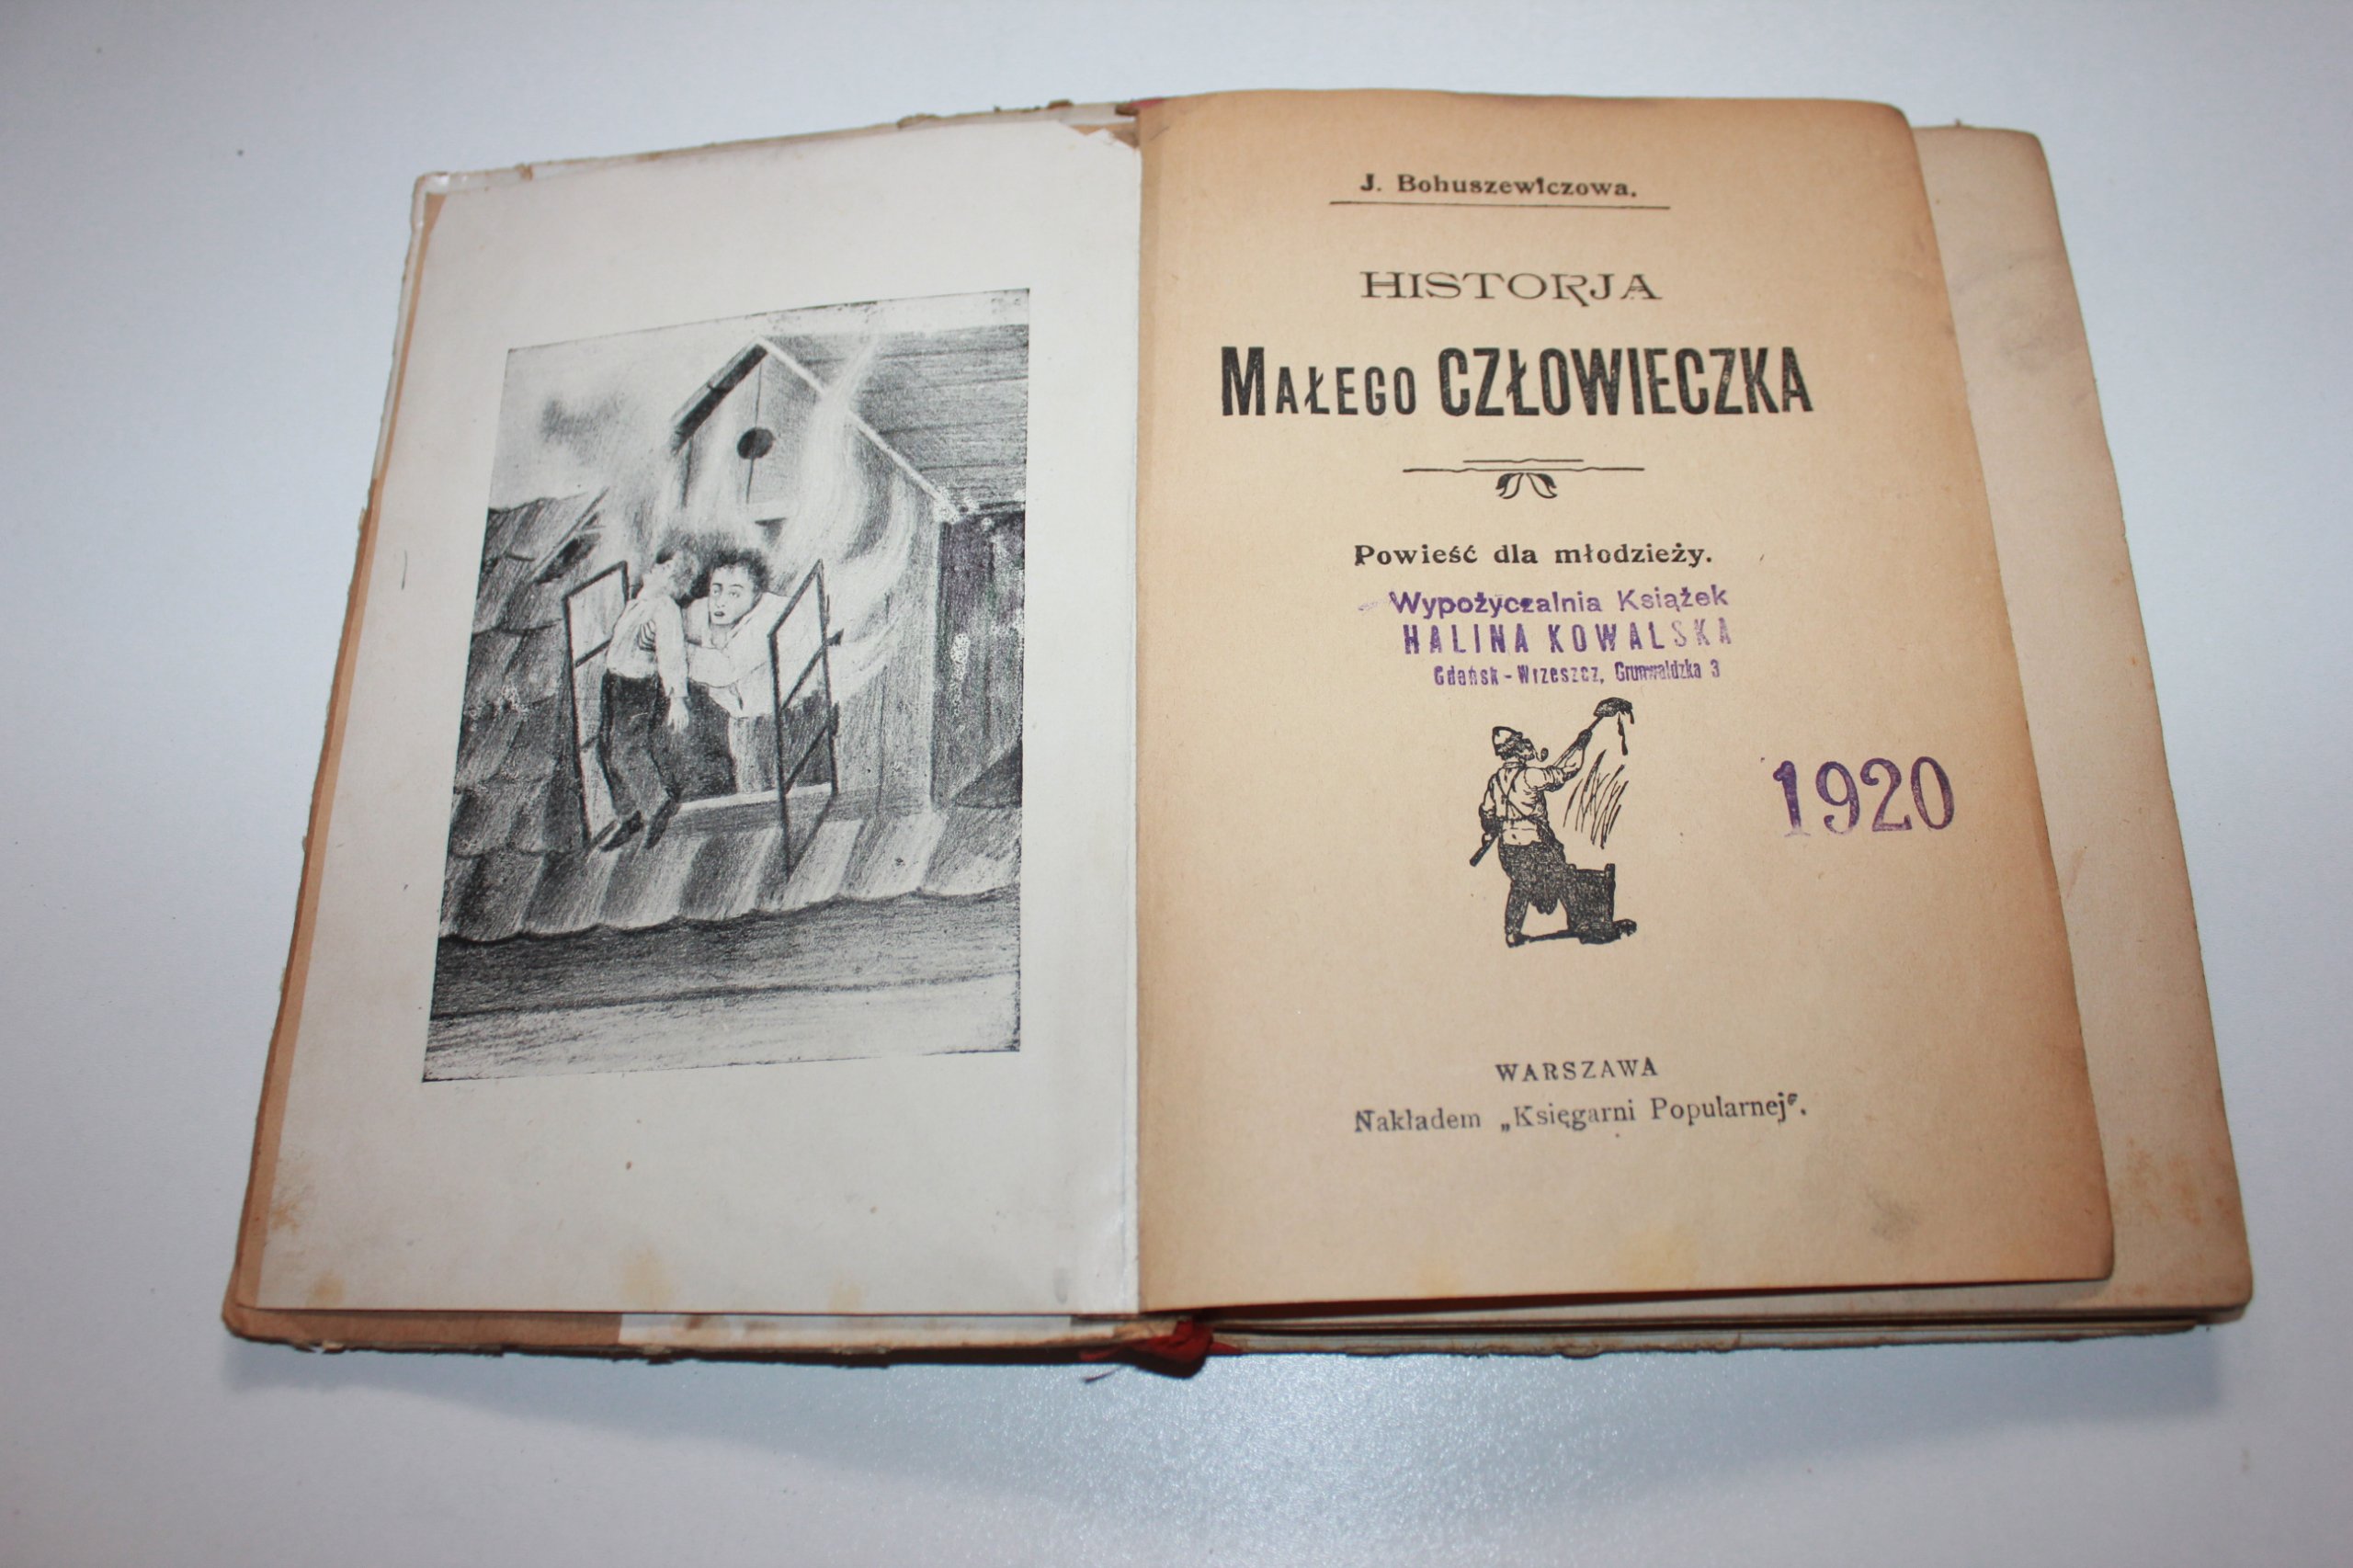 J. Bohuszewiczowa.
HISTORJA
MAŁEGO CZŁOWIECZKA
Powieść dla młodzieży.
Wypożyczalnia Książek
HALINA KOWALSKA
Gdańsk - Wrzeszcz, Grunwaldzka 3
1920
WARSZAWA
Nakładem „Księgarni Popularnej”.